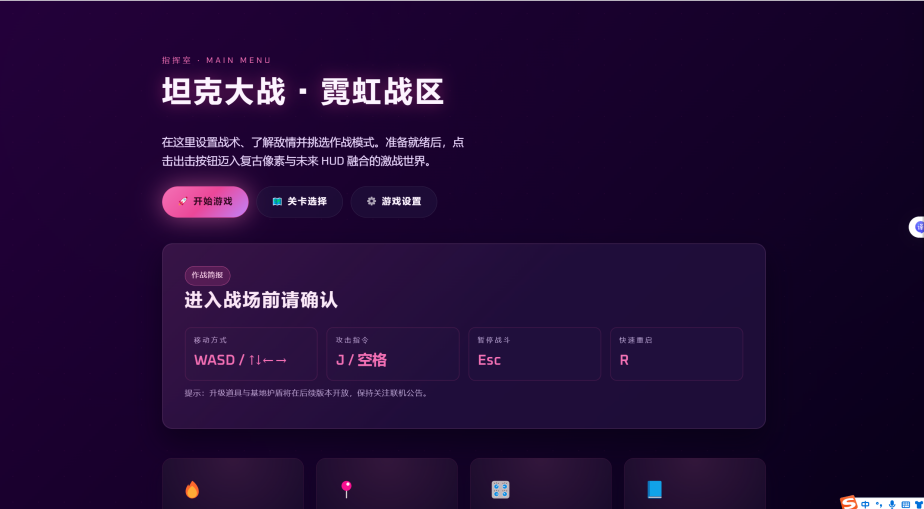 指挥室 · MAIN MENU
坦克大战 · 霓虹战区
在这里设置战术、了解敌情并挑选作战模式。准备就绪后，点
击出击按钮迈入复古像素与未来 HUD 融合的激战世界。
开始游戏
关卡选择
游戏设置
作战简报
进入战场前请确认
移动方式
WASD / ↑↓←→
攻击指令
J / 空格
暂停战斗
Esc
快速重启
R
提示：升级道具与基地护盾将在后续版本开放，保持关注联机公告。
中